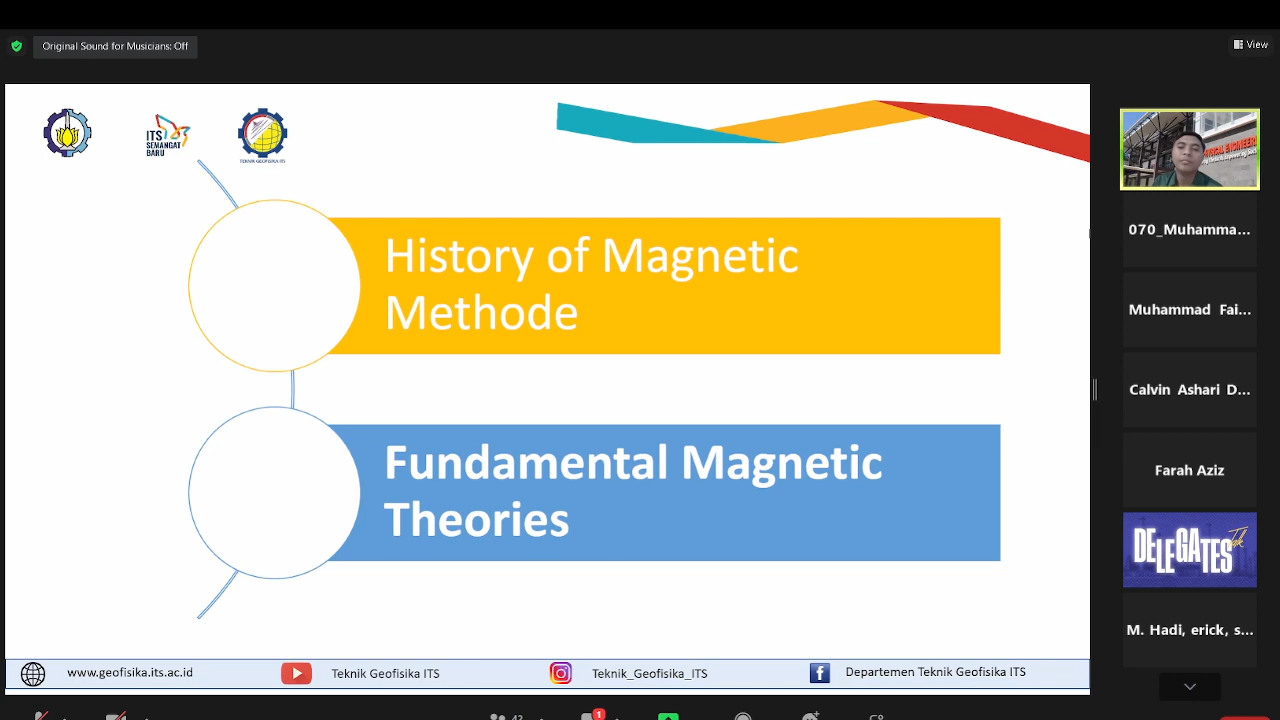 Original Sound for Musicians: Off
View
ITS
SEMANGAT
BARU
TEKNIK GEOFISIKA ITS
History of Magnetic
Methode
Fundamental Magnetic
Theories
www.geofisika.its.ac.id
Teknik Geofisika ITS
Teknik_Geofisika_ITS
Departemen Teknik Geofisika ITS
070_Muhamma...
Muhammad Fai...
Calvin Ashari D...
Farah Aziz
DELEGATES
Talk
M. Hadi, erick, s...
1